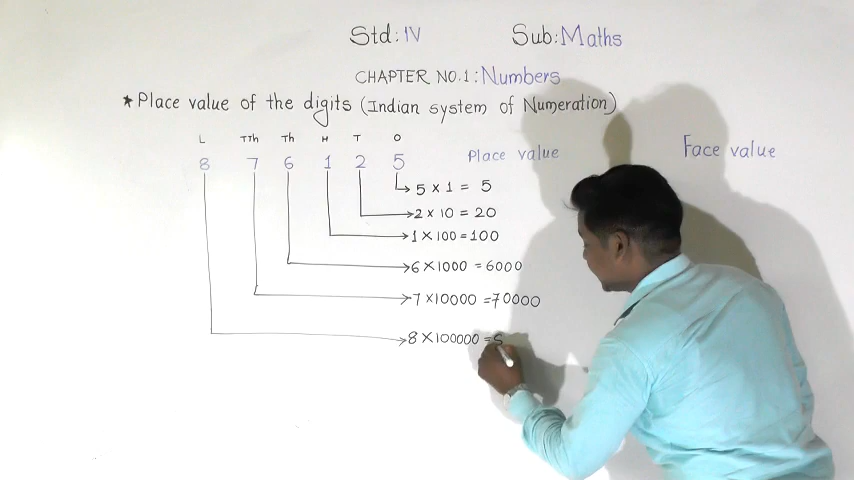 Std: IV Sub: Maths
CHAPTER NO.1: Numbers
★ Place value of the digits (Indian system of Numeration)
L TTh Th H T O
8 7 6 1 2 5 Place value Face value
5 × 1 = 5
2 × 10 = 20
1 × 100 = 100
6 × 1000 = 6000
7 × 10000 = 70000
8 × 100000 =